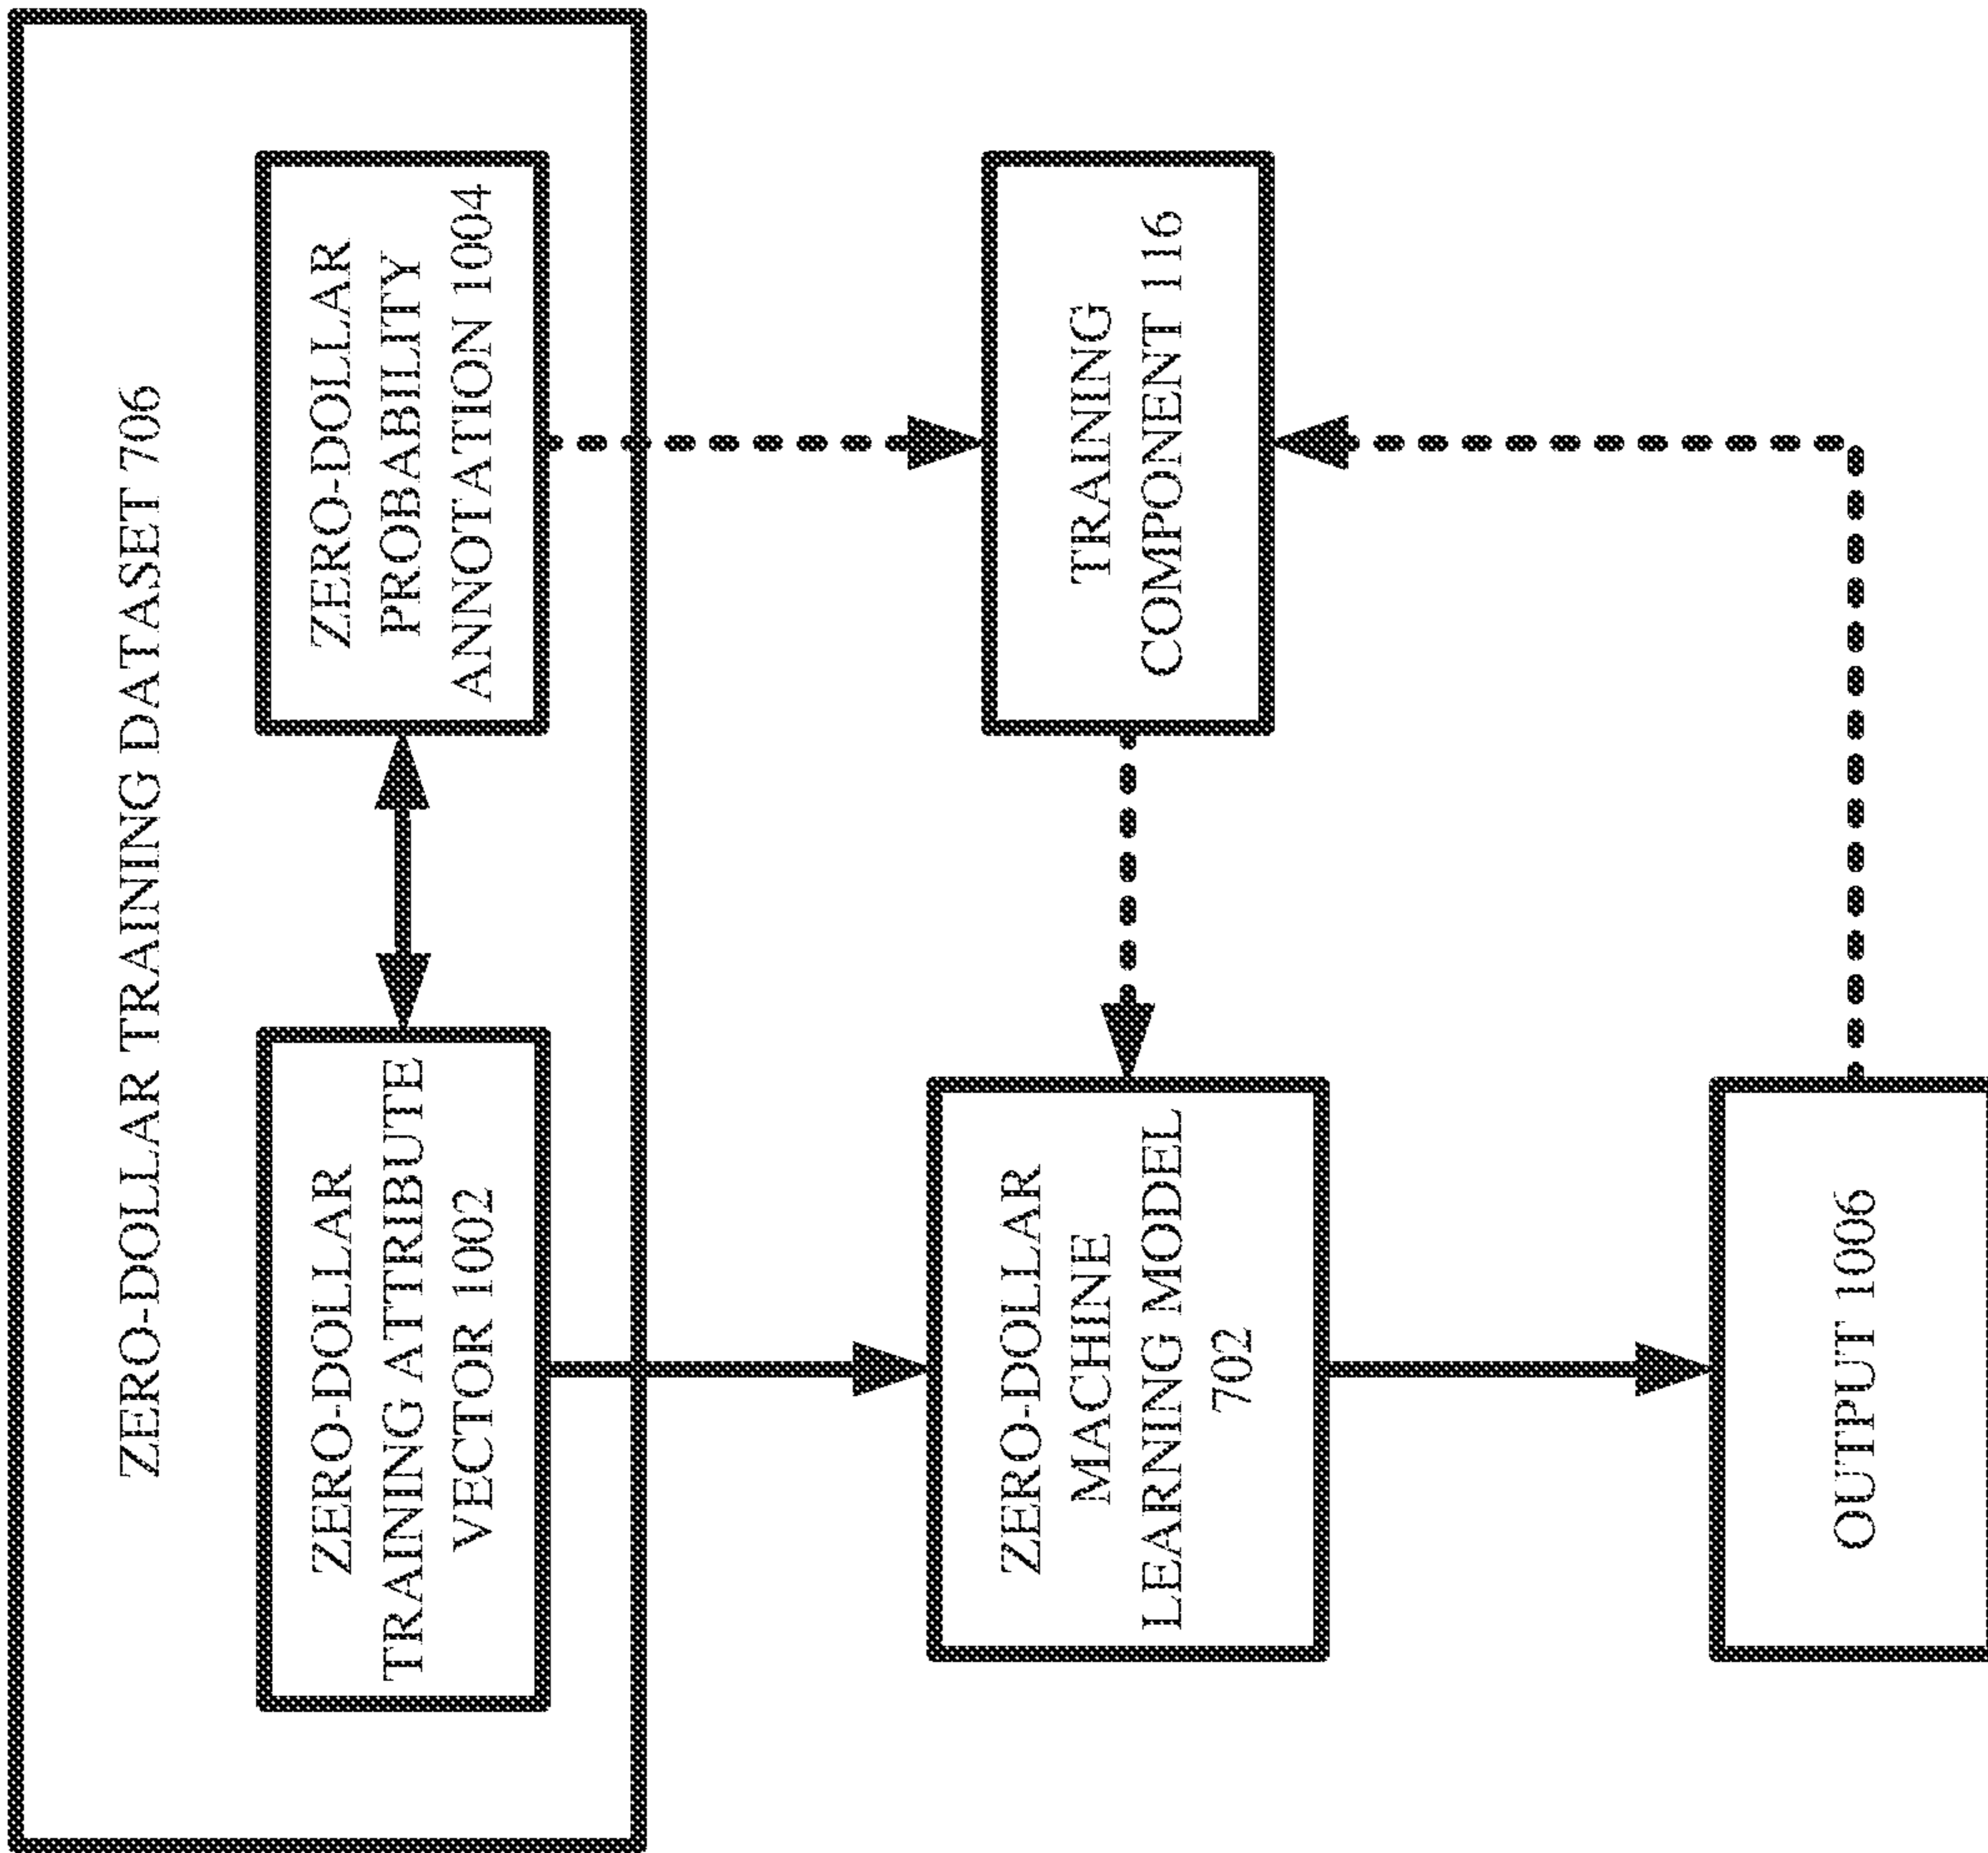 ZERO-DOLLAR TRAINING DATASET 706
ZERO-DOLLAR
TRAINING ATTRIBUTE
VECTOR 1002
ZERO-DOLLAR
PROBABILITY
ANNOTATION 1004
ZERO-DOLLAR
MACHINE
LEARNING MODEL
702
TRAINING
COMPONENT 116
OUTPUT 1006